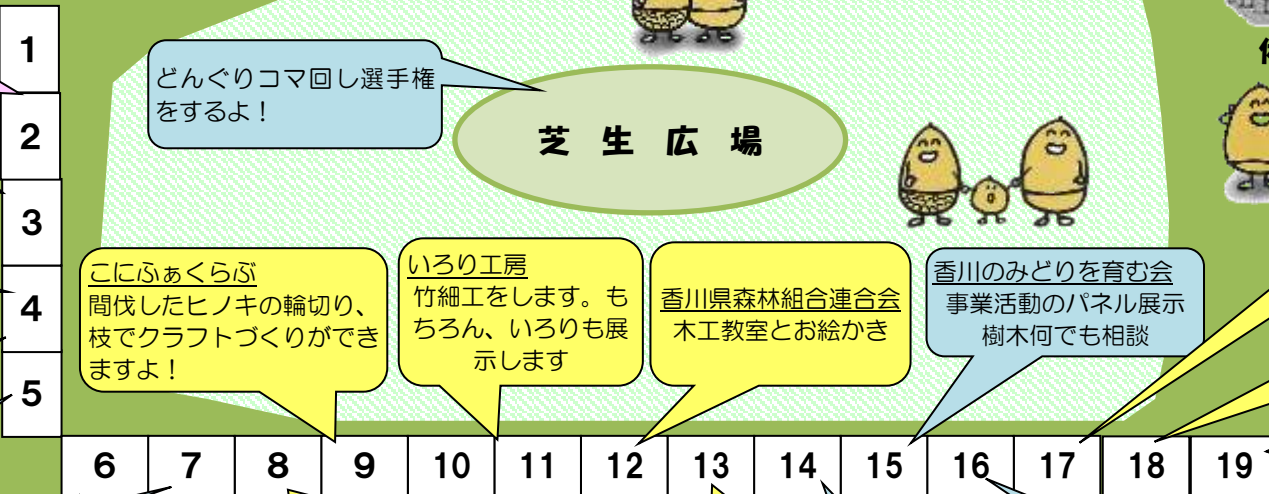 1
2
3
4
5
どんぐりコマ回し選手権
をするよ！
芝生広場
こにふぁくらぶ
間伐したヒノキの輪切り、
枝でクラフトづくりができ
ますよ！
いろり工房
竹細工をします。も
ちろん、いろりも展
示します
香川県森林組合連合会
木工教室とお絵かき
香川のみどりを育む会
事業活動のパネル展示
樹木何でも相談
6
7
8
9
10
11
12
13
14
15
16
17
18
19